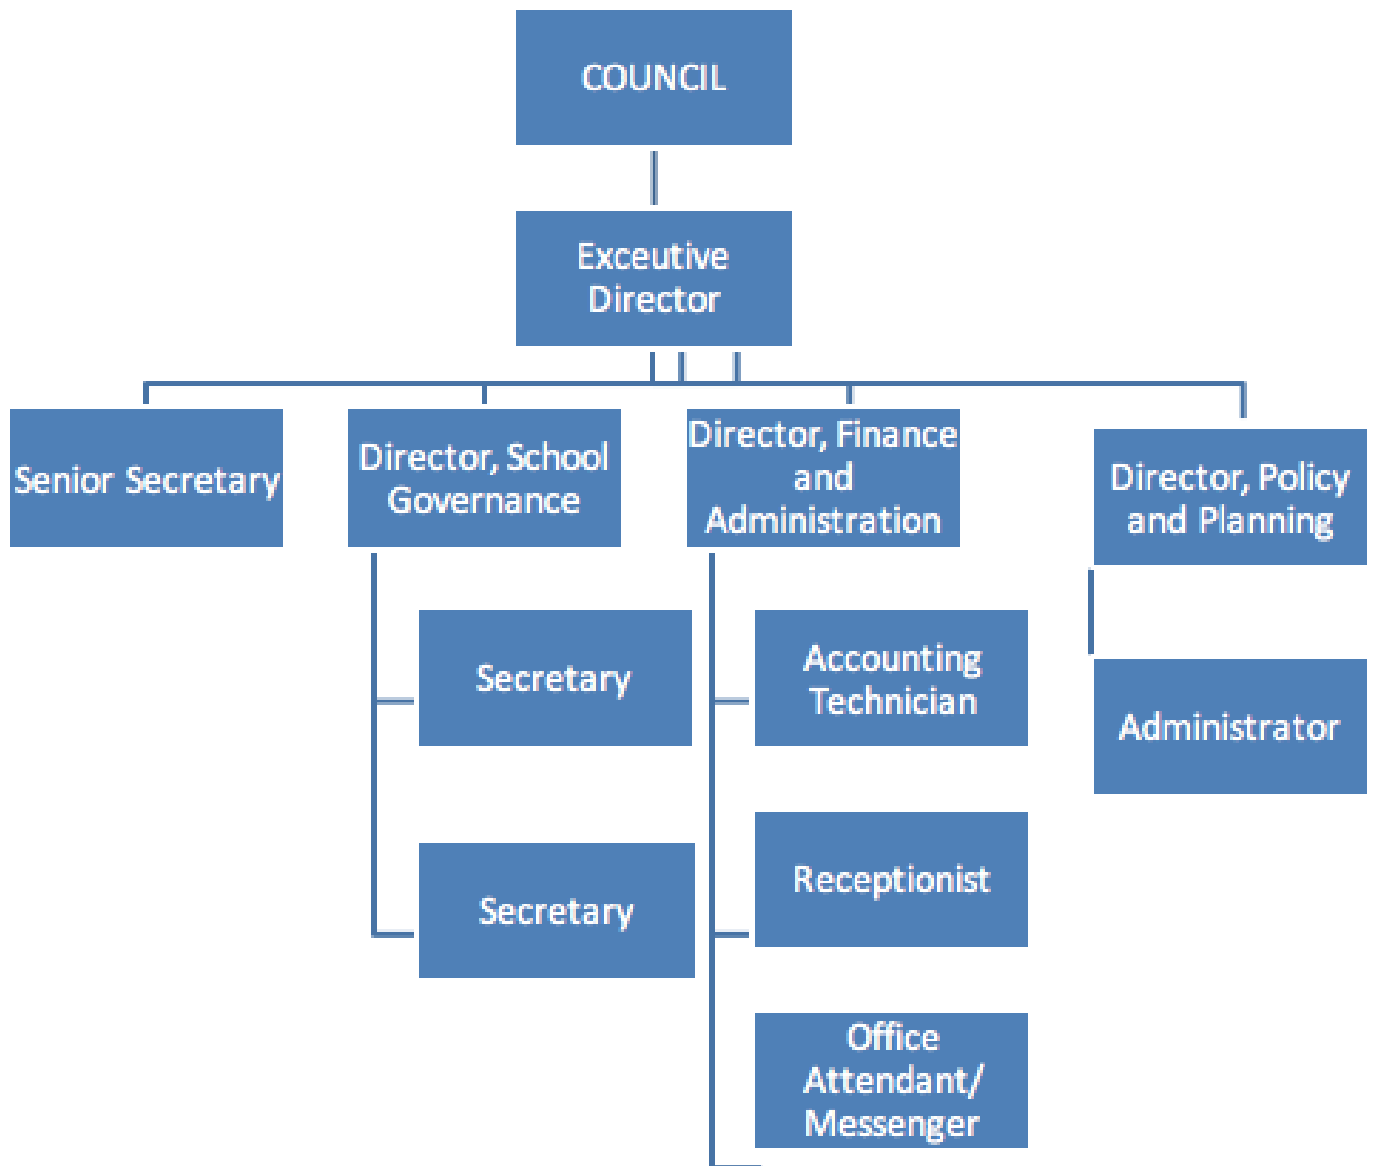 COUNCIL
Exceutive
Director
Senior Secretary
Director, School
Governance
Director, Finance
and
Administration
Director, Policy
and Planning
Secretary
Accounting
Technician
Administrator
Secretary
Receptionist
Office
Attendant/
Messenger